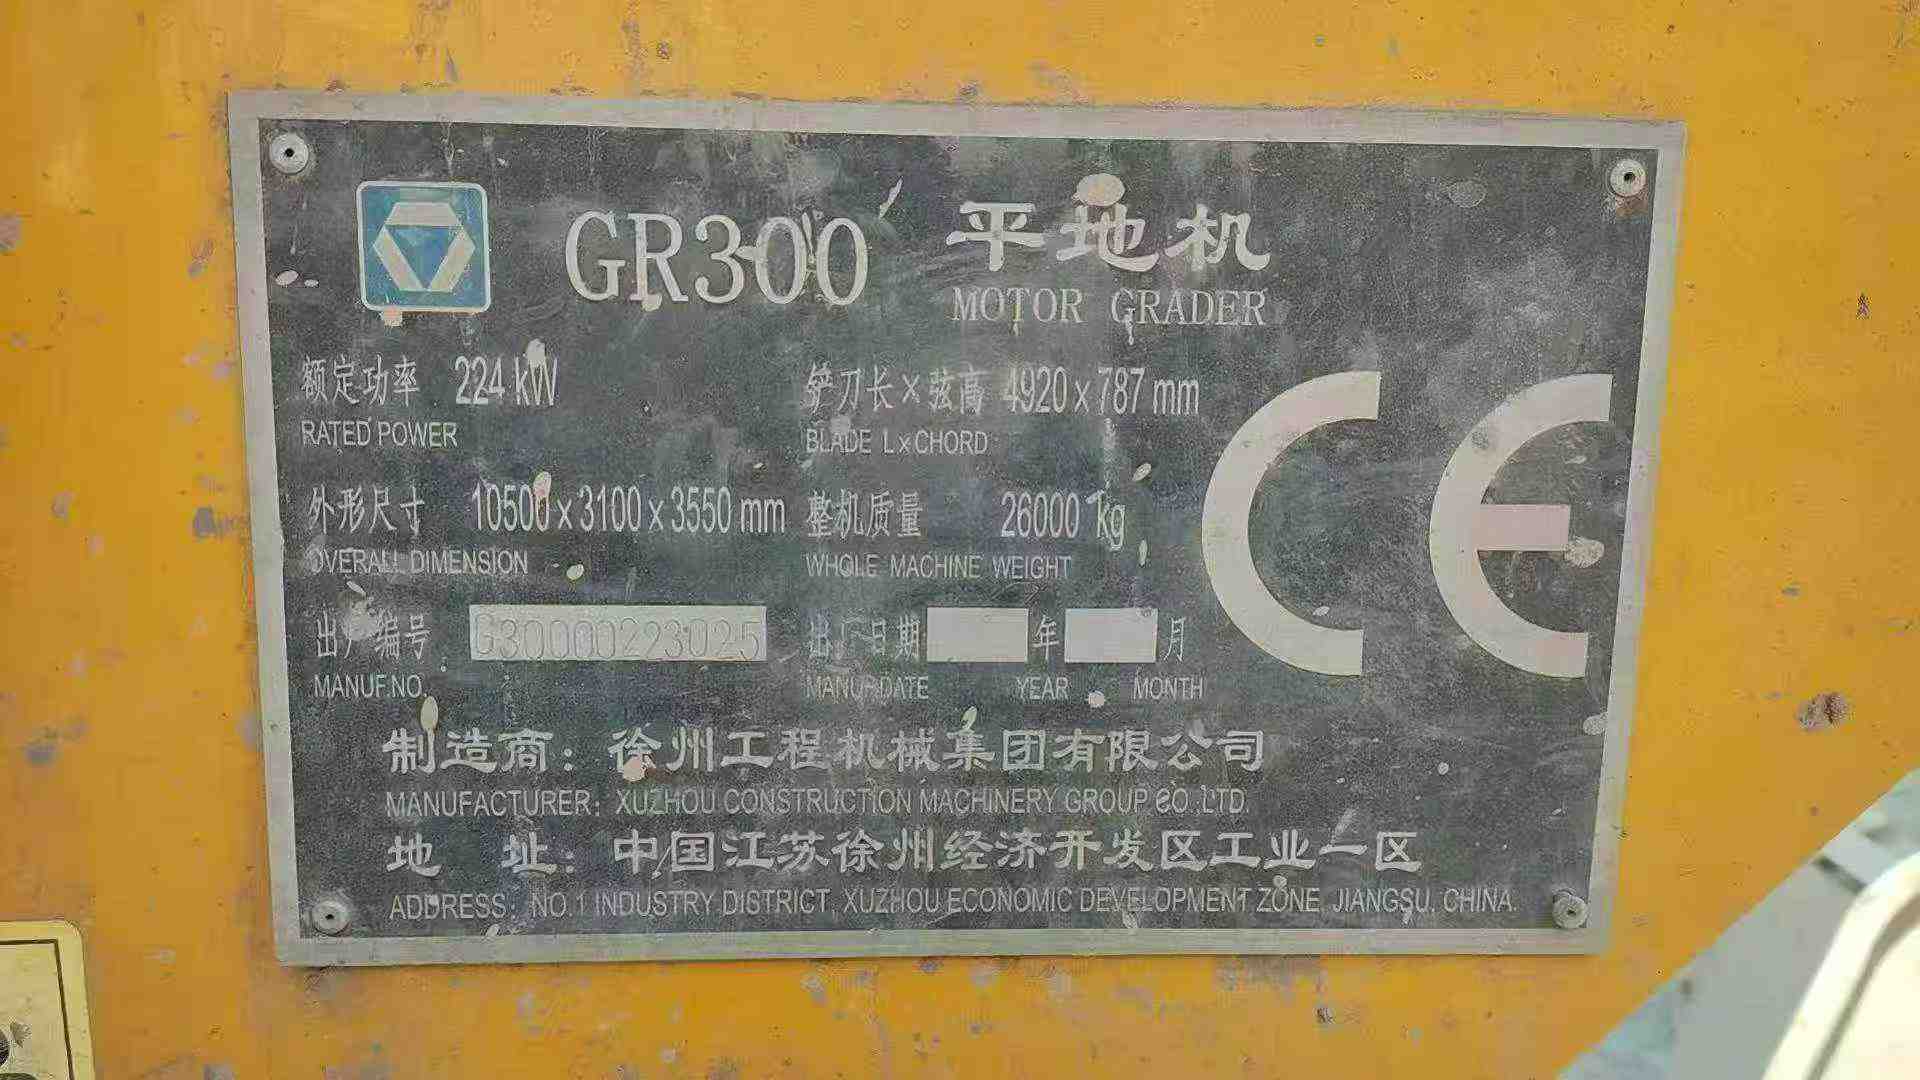 GR300 平地机
MOTOR GRADER
额定功率 224 kW 铲刀长×弦高 4920×787 mm
RATED POWER BLADE L×CHORD
外形尺寸 10500×3100×3550 mm 整机质量 26000 kg
OVERALL DIMENSION WHOLE MACHINE WEIGHT
出厂编号 G30000223025 出厂日期 年 月
MANUF.NO. MANUF.DATE YEAR MONTH
CE
制造商：徐州工程机械集团有限公司
MANUFACTURER: XUZHOU CONSTRUCTION MACHINERY GROUP CO.,LTD.
地 址：中国江苏徐州经济开发区工业一区
ADDRESS: NO.1 INDUSTRY DISTRICT, XUZHOU ECONOMIC DEVELOPMENT ZONE, JIANGSU, CHINA.